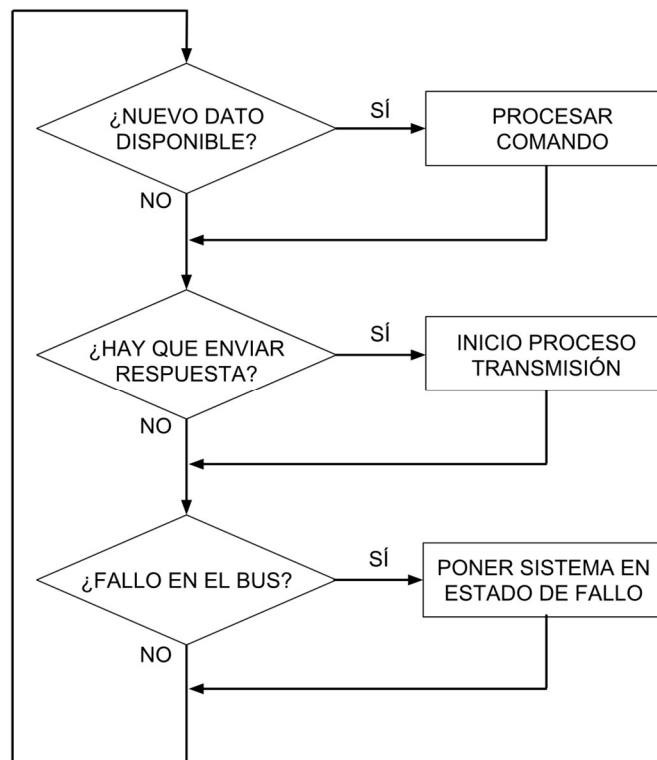 ¿NUEVO DATO
DISPONIBLE?
SÍ
PROCESAR
COMANDO
NO
¿HAY QUE ENVIAR
RESPUESTA?
SÍ
INICIO PROCESO
TRANSMISIÓN
NO
¿FALLO EN EL BUS?
SÍ
PONER SISTEMA EN
ESTADO DE FALLO
NO